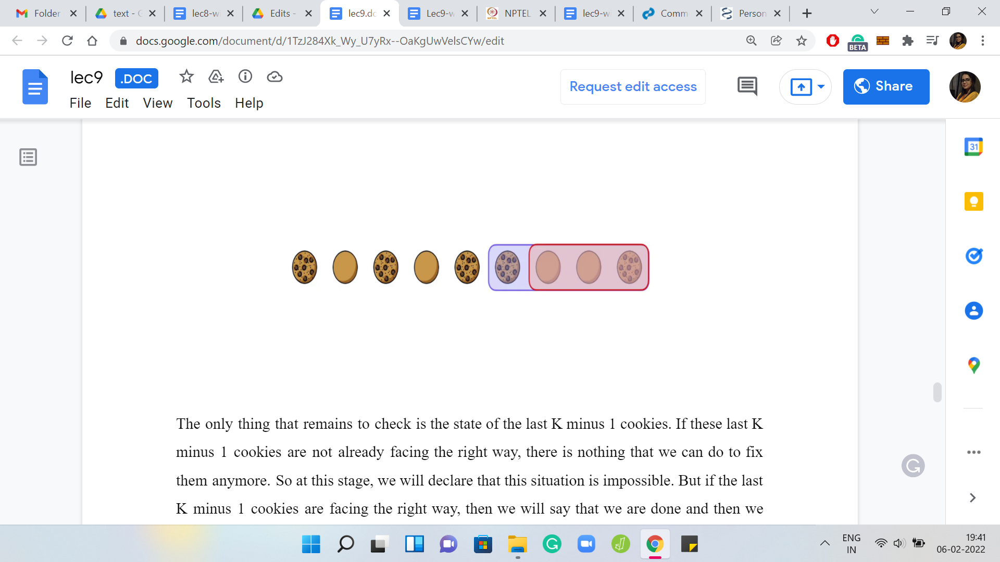 Folder
text - G
lec8-w
Edits -
lec9.dc
Lec9-w
NPTEL
lec9-w
Comm
Person
docs.google.com/document/d/1TzJ284Xk_Wy_U7yRx--OaKgUwVelsCYw/edit
BETA
lec9
.DOC
File Edit View Tools Help
Request edit access
Share
31
The only thing that remains to check is the state of the last K minus 1 cookies. If these last K
minus 1 cookies are not already facing the right way, there is nothing that we can do to fix
them anymore. So at this stage, we will declare that this situation is impossible. But if the last
K minus 1 cookies are facing the right way, then we will say that we are done and then we
ENG
IN
19:41
06-02-2022